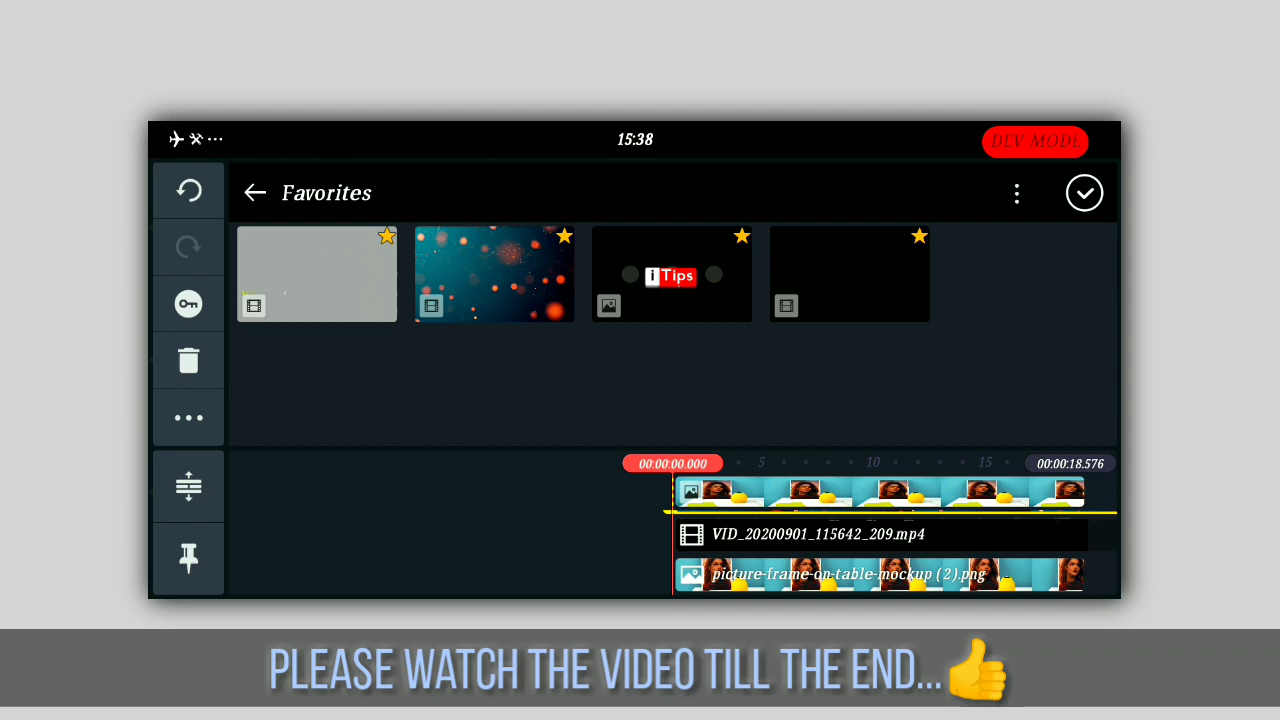 15:38
DEV MODE
Favorites
i Tips
00:00:00.000
5
10
15
00:00:18.576
VID_20200901_115642_209.mp4
picture-frame-on-table-mockup (2).png
PLEASE WATCH THE VIDEO TILL THE END...